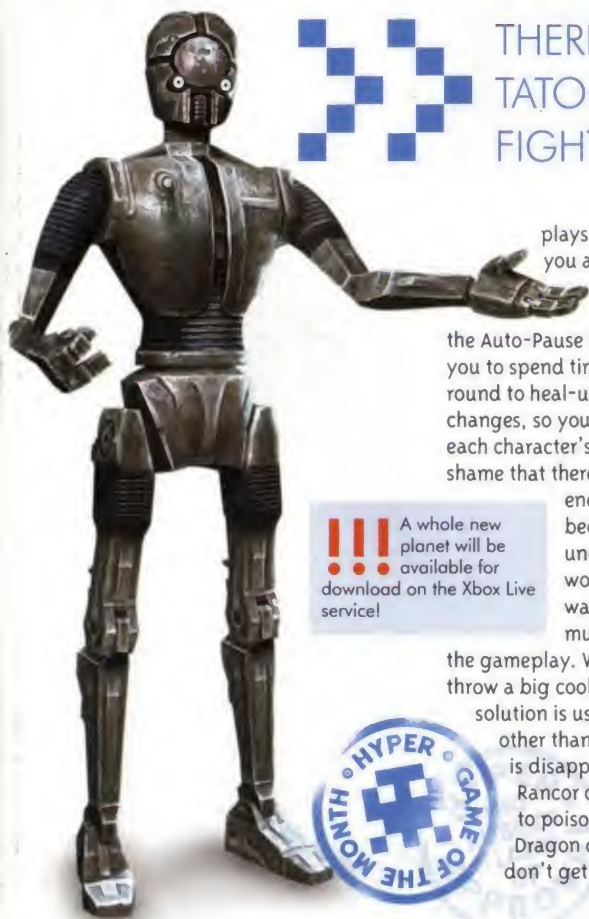 THERE
TATO
FIGHT
plays
you a
the Auto-Pause
you to spend tir
round to heal-u
changes, so you
each character's
shame that there
enc
bec
unc
wo
wa
mu
!!! A whole new
planet will be
available for
download on the Xbox Live
service!
the gameplay. W
throw a big cool
solution is us
other than
is disapp
Rancor c
to poiso
Dragon c
don't get
HYPER
GAME OF THE MONTH